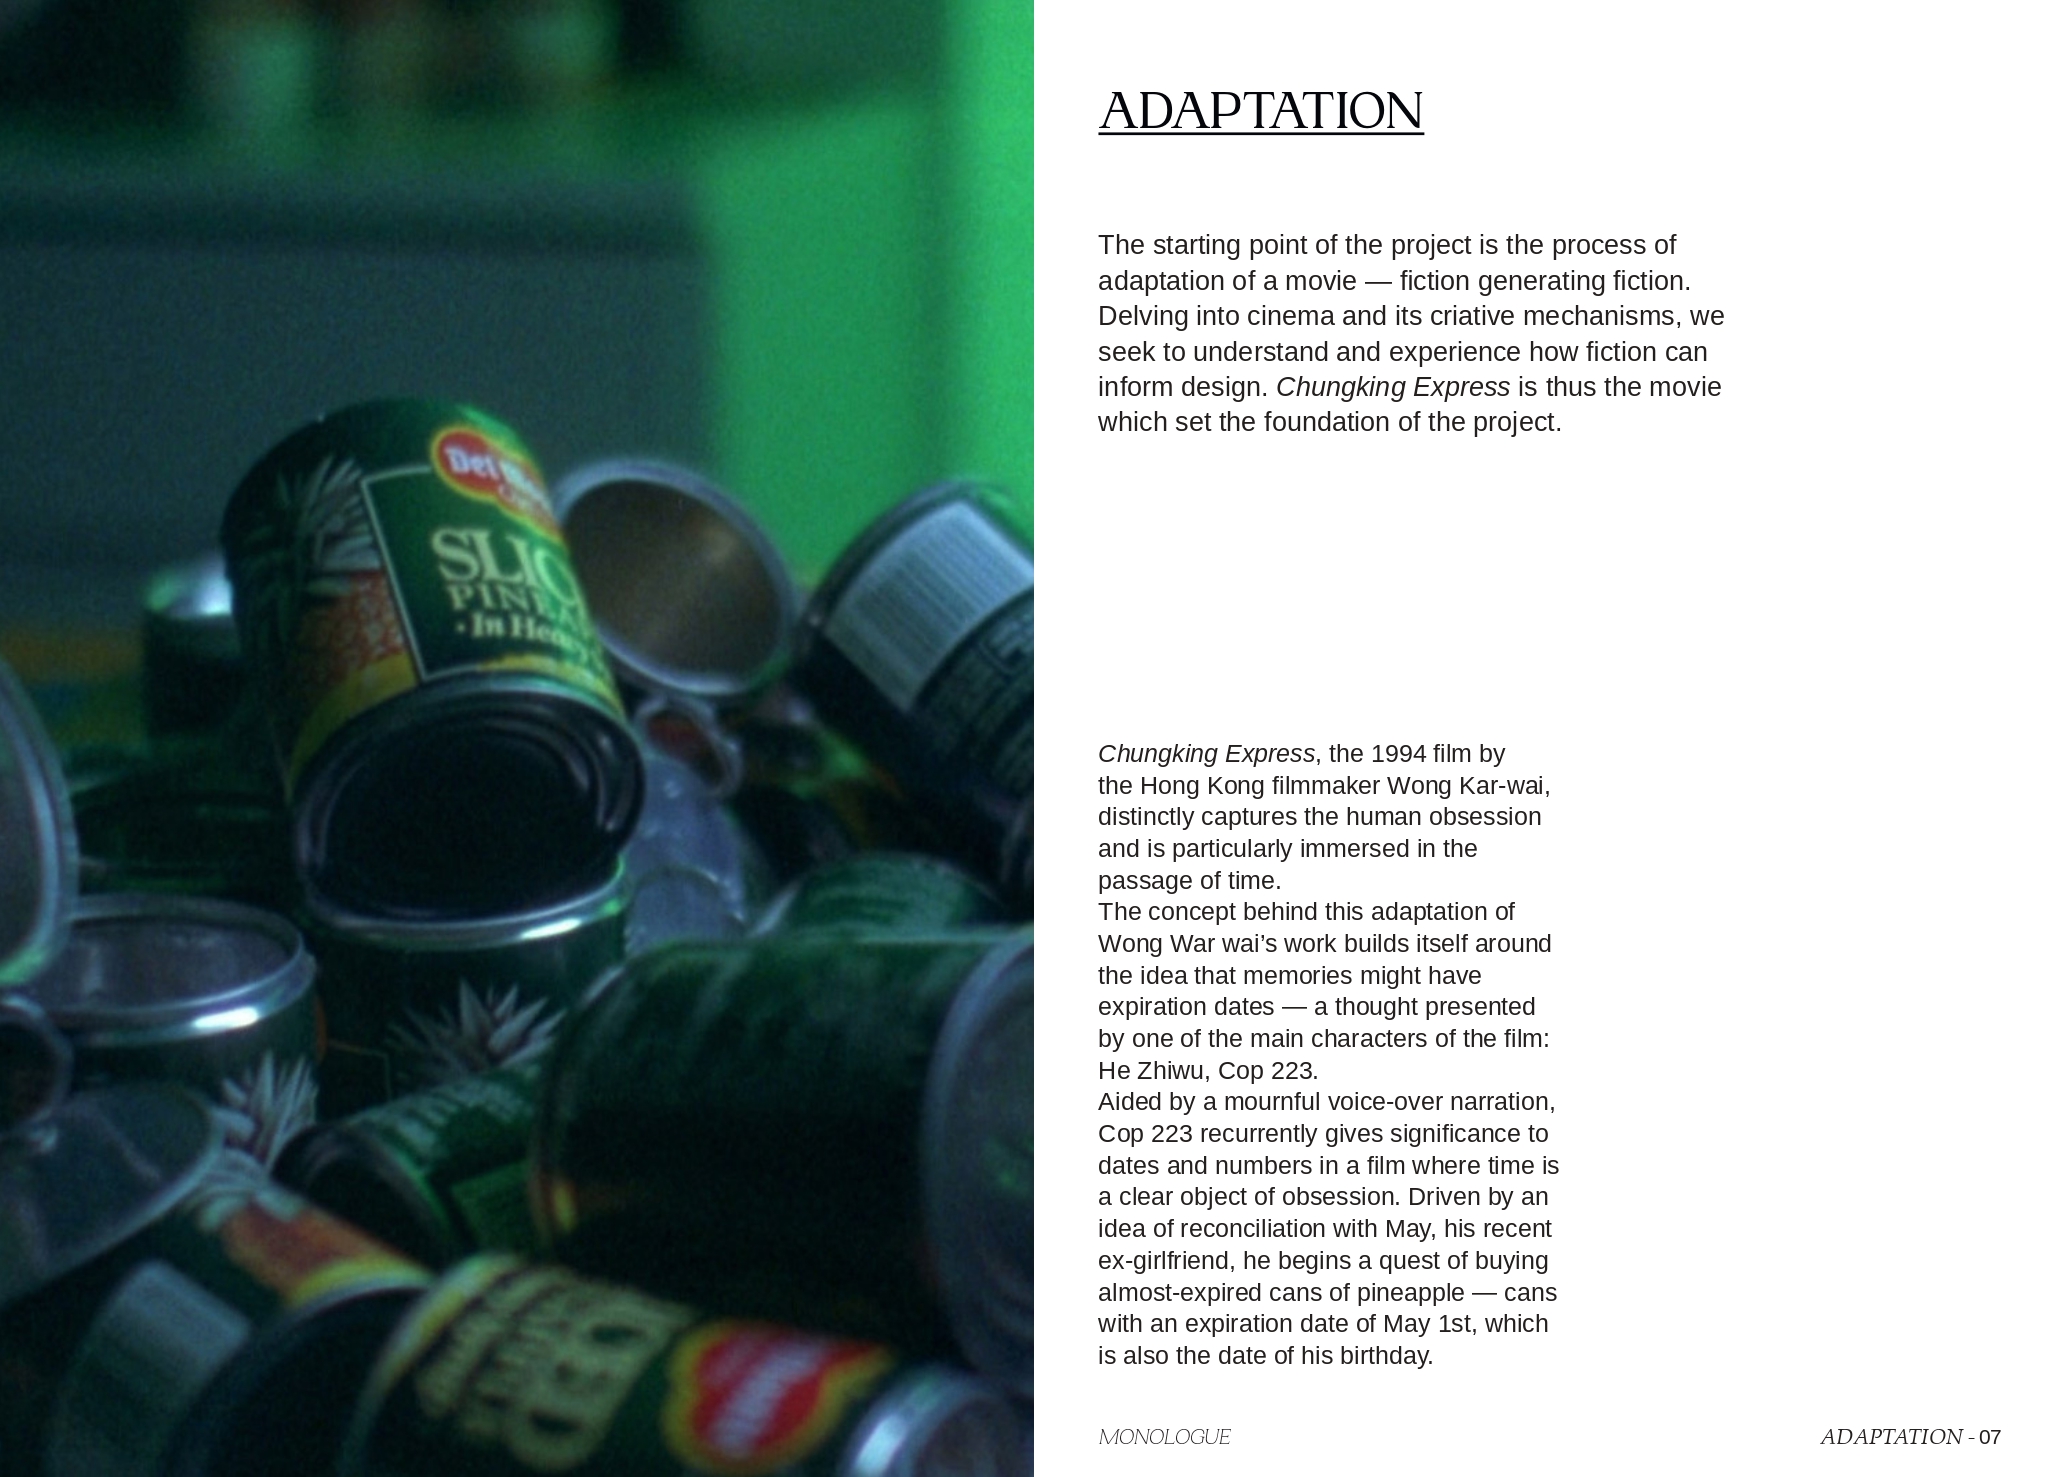 Del
PINEA
In Hea
ADAPTATION
The starting point of the project is the process of
adaptation of a movie — fiction generating fiction.
Delving into cinema and its criative mechanisms, we
seek to understand and experience how fiction can
inform design. Chungking Express is thus the movie
which set the foundation of the project.
Chungking Express, the 1994 film by
the Hong Kong filmmaker Wong Kar-wai,
distinctly captures the human obsession
and is particularly immersed in the
passage of time.
The concept behind this adaptation of
Wong War wai’s work builds itself around
the idea that memories might have
expiration dates — a thought presented
by one of the main characters of the film:
He Zhiwu, Cop 223.
Aided by a mournful voice-over narration,
Cop 223 recurrently gives significance to
dates and numbers in a film where time is
a clear object of obsession. Driven by an
idea of reconciliation with May, his recent
ex-girlfriend, he begins a quest of buying
almost-expired cans of pineapple — cans
with an expiration date of May 1st, which
is also the date of his birthday.
MONOLOGUE
ADAPTATION - 07